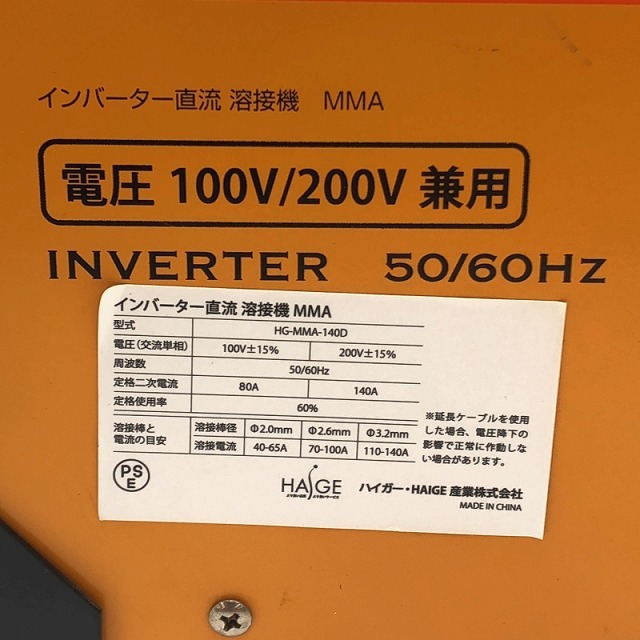 インバーター直流 溶接機 MMA
電圧 100V/200V 兼用
INVERTER 50/60Hz
インバーター直流 溶接機 MMA
型式 HG-MMA-140D
電圧(交流単相) 100V±15% 200V±15%
周波数 50/60Hz
定格二次電流 80A 140A
定格使用率 60%
溶接棒と電流の目安 溶接棒径 Φ2.0mm Φ2.6mm Φ3.2mm
溶接電流 40-65A 70-100A 110-140A
※延長ケーブルを使用
した場合、電圧降下の
影響で正常に作動しな
い場合があります。
PS
E
HAIGE ハイガー・HAIGE 産業株式会社
MADE IN CHINA